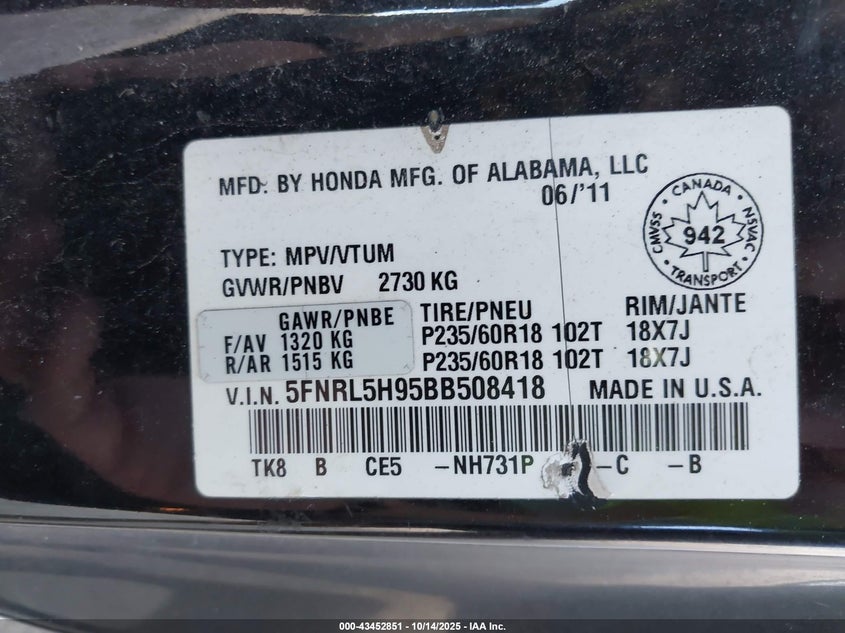 MFD. BY HONDA MFG. OF ALABAMA, LLC
06/'11
CANADA
CMVSS 942 NSVAC
TRANSPORT
TYPE: MPV/VTUM
GVWR/PNBV 2730 KG
GAWR/PNBE TIRE/PNEU RIM/JANTE
F/AV 1320 KG P235/60R18 102T 18X7J
R/AR 1515 KG P235/60R18 102T 18X7J
V.I.N. 5FNRL5H95BB508418 MADE IN U.S.A.
TK8 B CE5 -NH731P -C -B
000-43452851 - 10/14/2025 - IAA Inc.